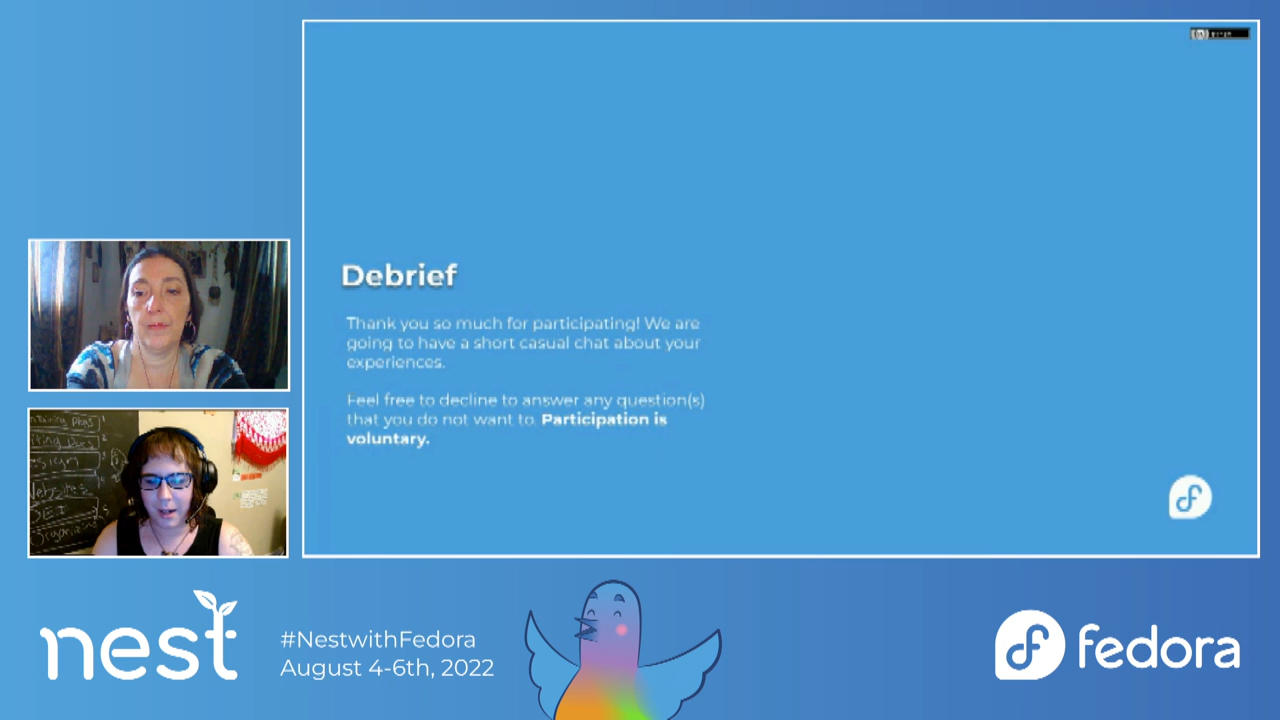 Debrief
Thank you so much for participating! We are
going to have a short casual chat about your
experiences.
Feel free to decline to answer any question(s)
that you do not want to. Participation is
voluntary.
nest
#NestwithFedora
August 4-6th, 2022
fedora